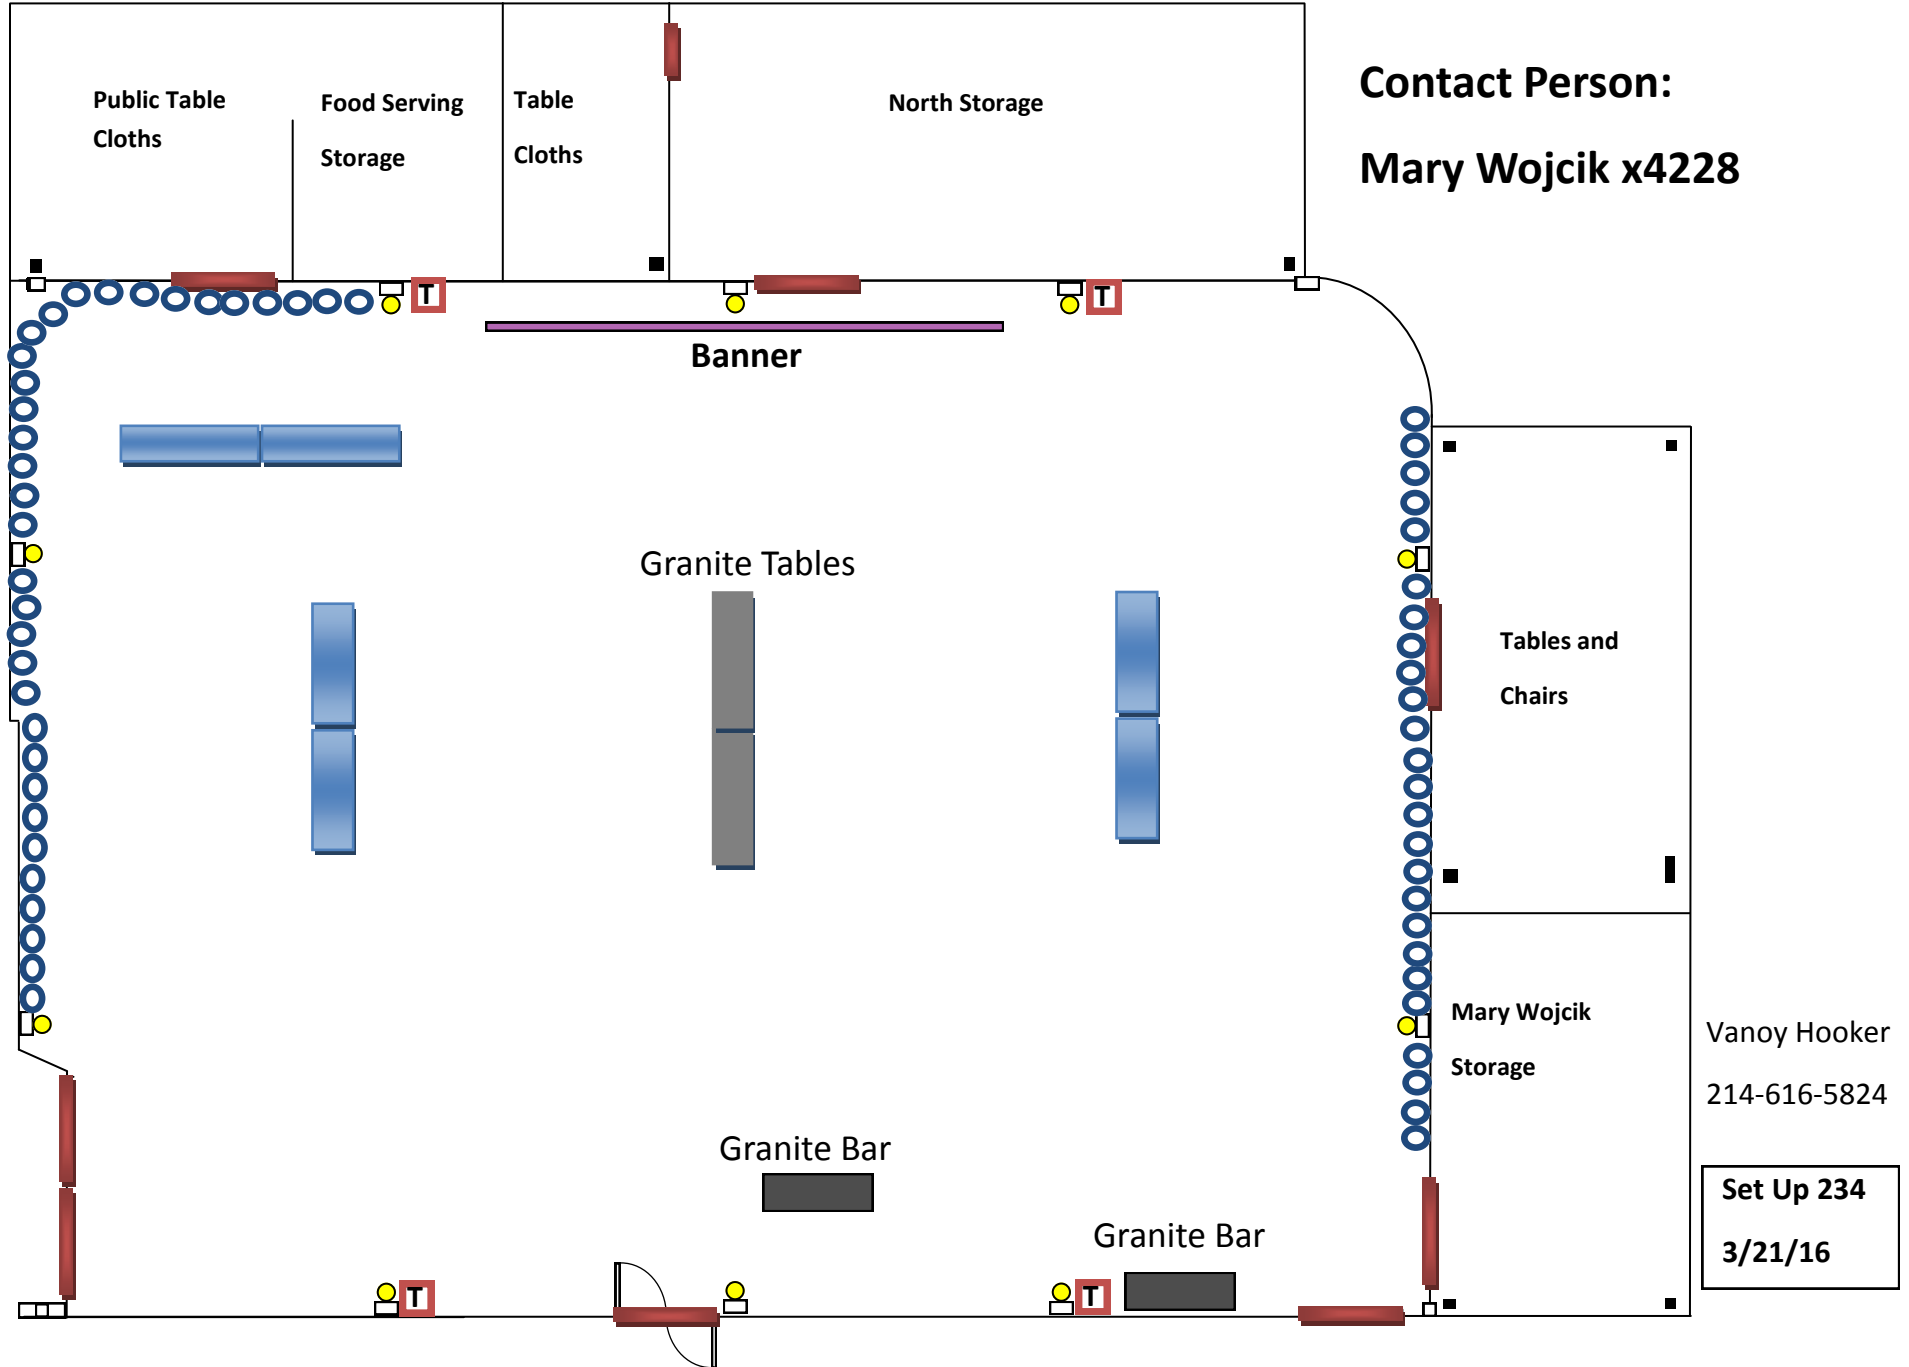 Public Table
Cloths
Food Serving
Storage
Table
Cloths
North Storage
Contact Person:
Mary Wojcik x4228
T
T
Banner
Granite Tables
Tables and
Chairs
Mary Wojcik
Storage
Vanoy Hooker
214-616-5824
Granite Bar
Granite Bar
Set Up 234
3/21/16
T
T